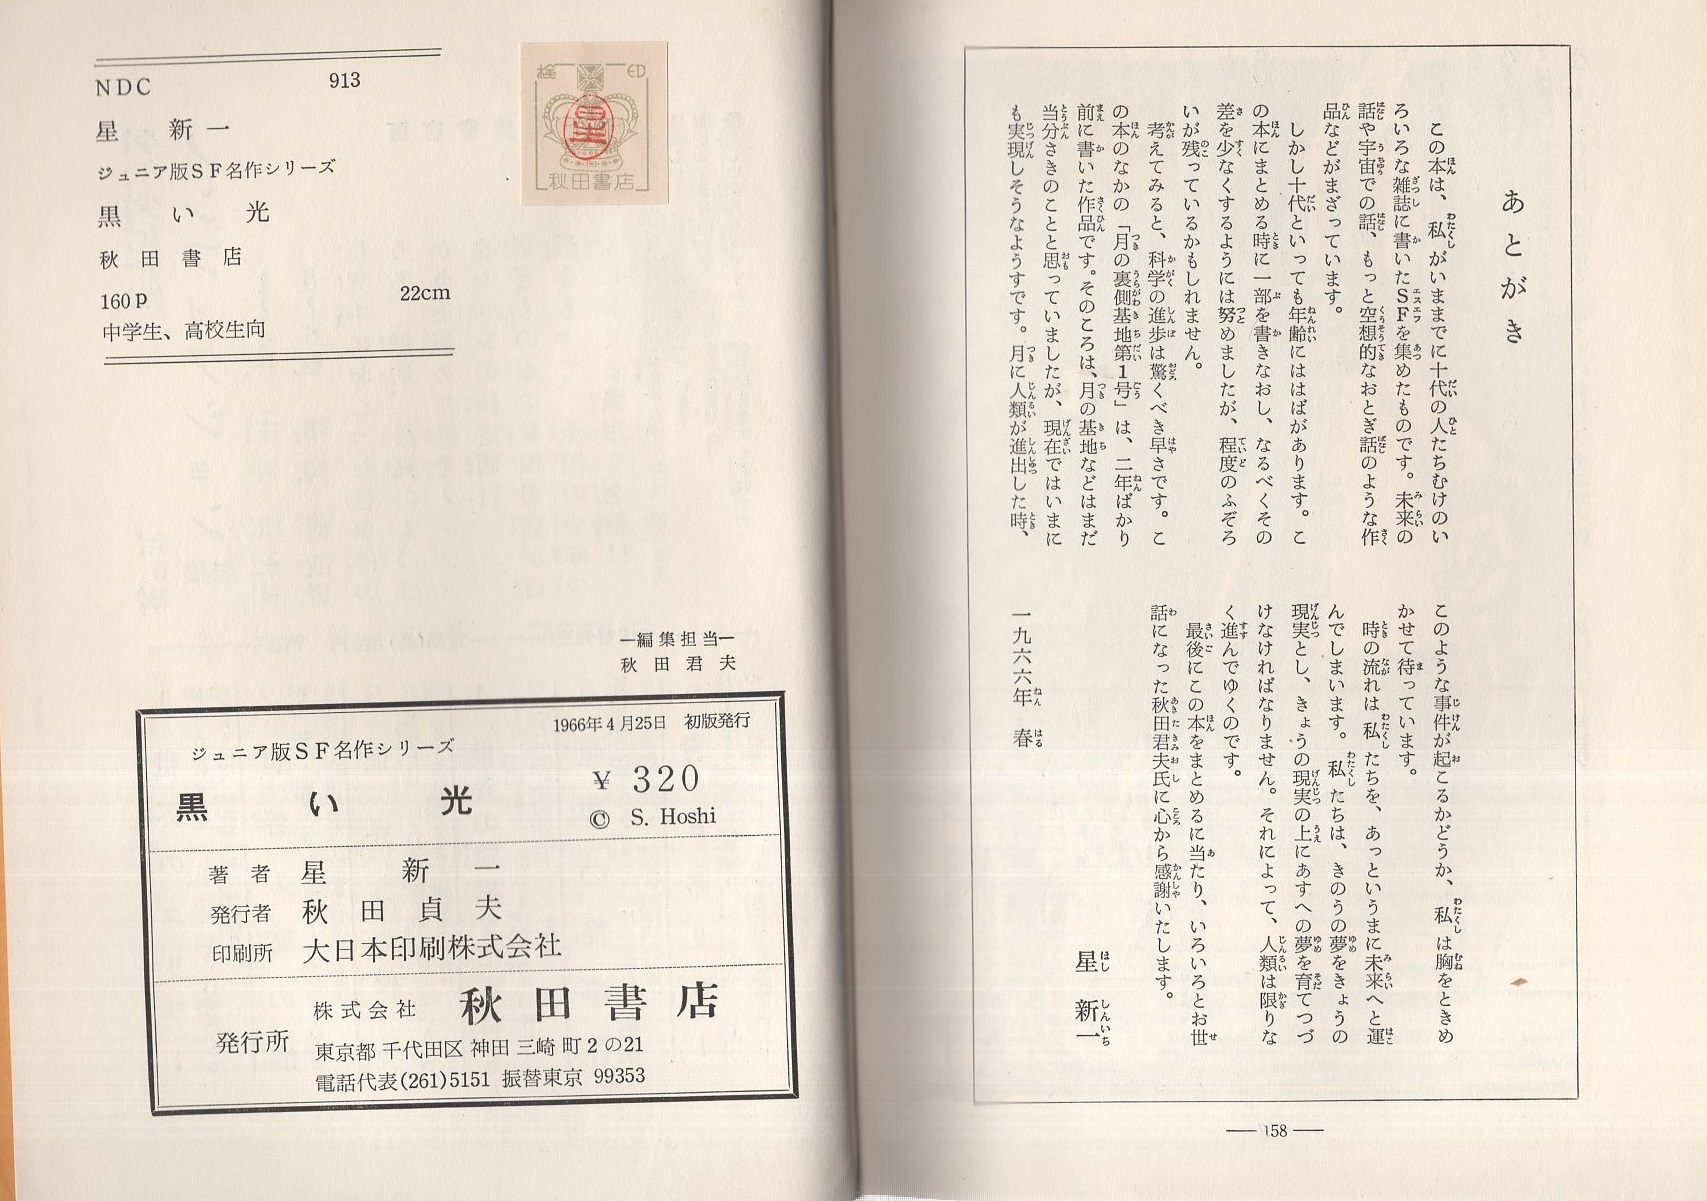 あとがき
この本は、私がいままでに十代の人たちむけのい
ろいろな雑誌に書いたSFを集めたものです。未来の
話や宇宙での話、もっと空想的なおとぎ話のような作
品などがまざっています。
しかし十代といっても年齢にははばがあります。こ
の本にまとめる時に一部を書きなおし、なるべくその
差を少なくするようには努めましたが、程度のふぞろ
いが残っているかもしれません。
考えてみると、科学の進歩は驚くべき早さです。こ
の本のなかの「月の裏側基地第1号」は、二年ばかり
前に書いた作品です。そのころは、月の基地などはまだ
当分さきのことと思っていましたが、現在ではいまに
も実現しそうなようすです。月に人類が進出した時、
このような事件が起こるかどうか、私は胸をときめ
かせて待っています。
時の流れは私たちを、あっというまに未来へと運
んでしまいます。私たちは、きのうの夢をきょうの
現実とし、きょうの現実の上にあすへの夢を育てつづ
けなければなりません。それによって、人類は限りな
く進んでゆくのです。
最後にこの本をまとめるに当たり、いろいろとお世
話になった秋田君夫氏に心から感謝いたします。
一九六六年 春
星 新一
— 158 —
NDC 913
星 新一
ジュニア版SF名作シリーズ
黒い光
秋田書店
160p 22cm
中学生、高校生向
検印
星
秋田書店
—編集担当—
秋田君夫
1966年4月25日 初版発行
ジュニア版SF名作シリーズ
黒い光
¥320
© S. Hoshi
著者 星新一
発行者 秋田貞夫
印刷所 大日本印刷株式会社
発行所 株式会社 秋田書店
東京都千代田区神田三崎町2の21
電話代表(261)5151 振替東京 99353